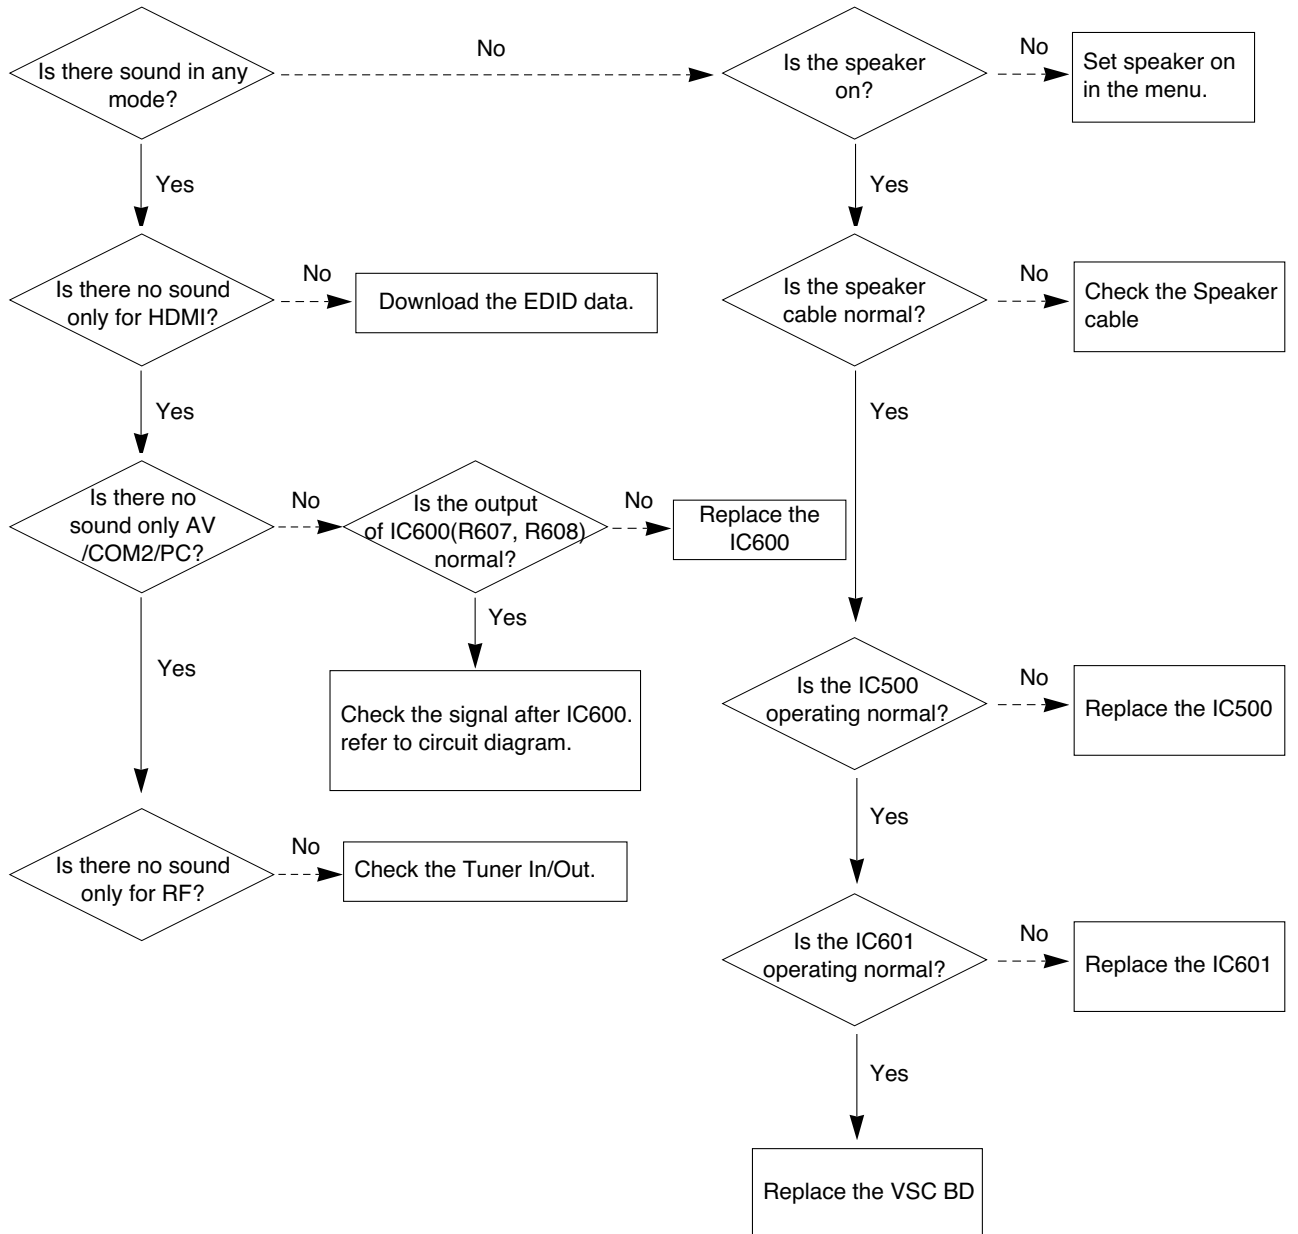 Is there sound in any
mode?
No
Is the speaker
on?
No
Set speaker on
in the menu.
Yes
Yes
Is there no sound
only for HDMI?
No
Download the EDID data.
Is the speaker
cable normal?
No
Check the Speaker
cable
Yes
Yes
Is there no
sound only AV
/COM2/PC?
No
Is the output
of IC600(R607, R608)
normal?
No
Replace the
IC600
Yes
Yes
Check the signal after IC600.
refer to circuit diagram.
Is the IC500
operating normal?
No
Replace the IC500
Yes
Is there no sound
only for RF?
No
Check the Tuner In/Out.
Is the IC601
operating normal?
No
Replace the IC601
Yes
Replace the VSC BD